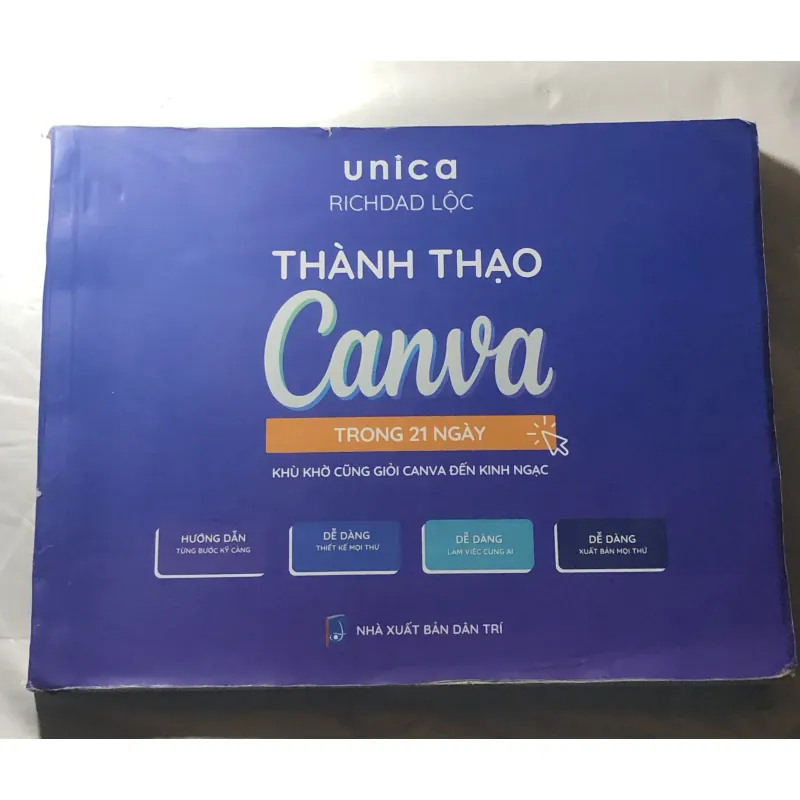 unica
RICHDAD LỘC
THÀNH THẠO
Canva
TRONG 21 NGÀY
KHÙ KHỜ CŨNG GIỎI CANVA ĐẾN KINH NGẠC
HƯỚNG DẪN
TỪNG BƯỚC KỸ CÀNG
DỄ DÀNG
THIẾT KẾ MỌI THỨ
DỄ DÀNG
LÀM VIỆC CÙNG AI
DỄ DÀNG
XUẤT BẢN MỌI THỨ
NHÀ XUẤT BẢN DÂN TRÍ